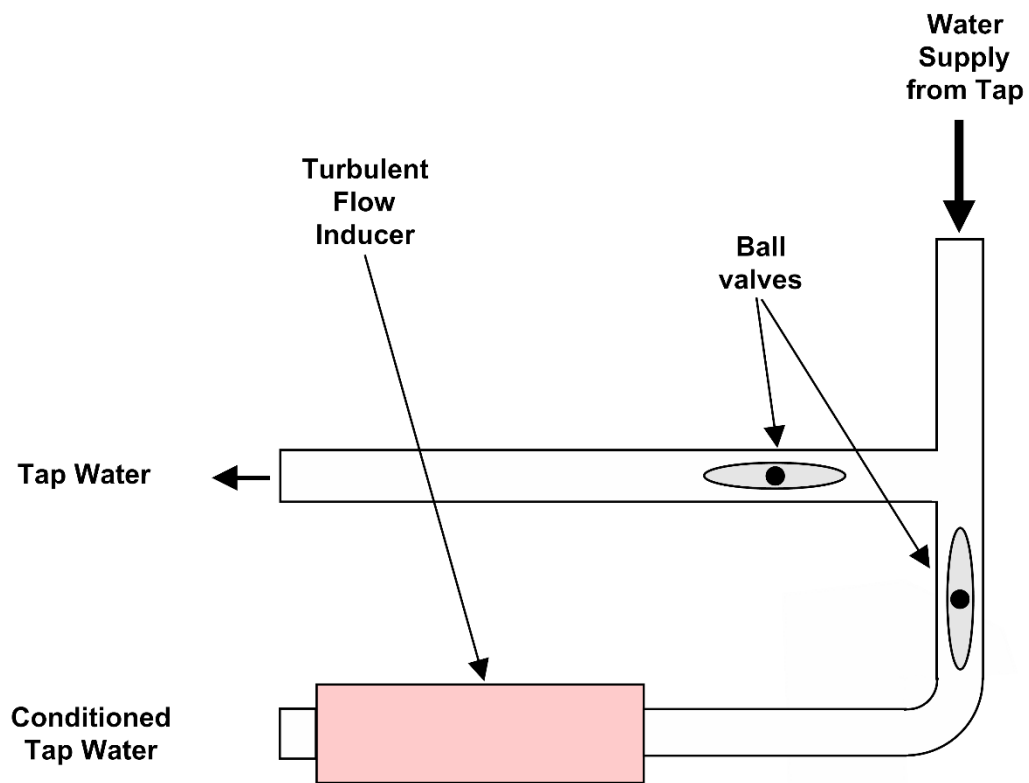 Water
Supply
from Tap
Turbulent
Flow
Inducer
Ball
valves
Tap Water
Conditioned
Tap Water